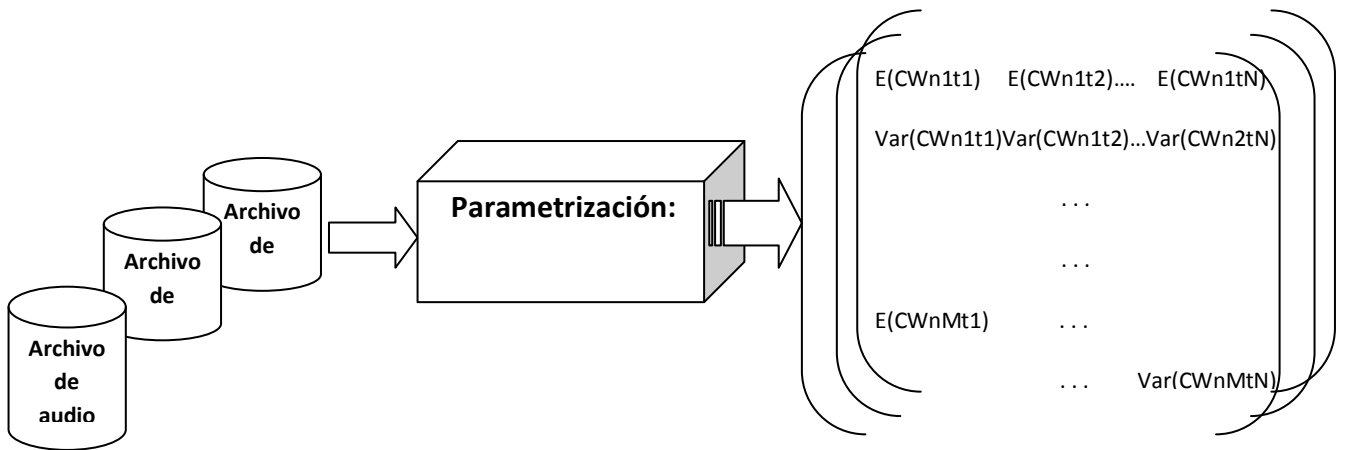 Archivo
de
audio
Archivo
de
Archivo
de
Parametrización:
E(CWn1t1) E(CWn1t2).... E(CWn1tN)
Var(CWn1t1)Var(CWn1t2)...Var(CWn2tN)
. . .
. . .
E(CWnMt1) . . .
. . . Var(CWnMtN)